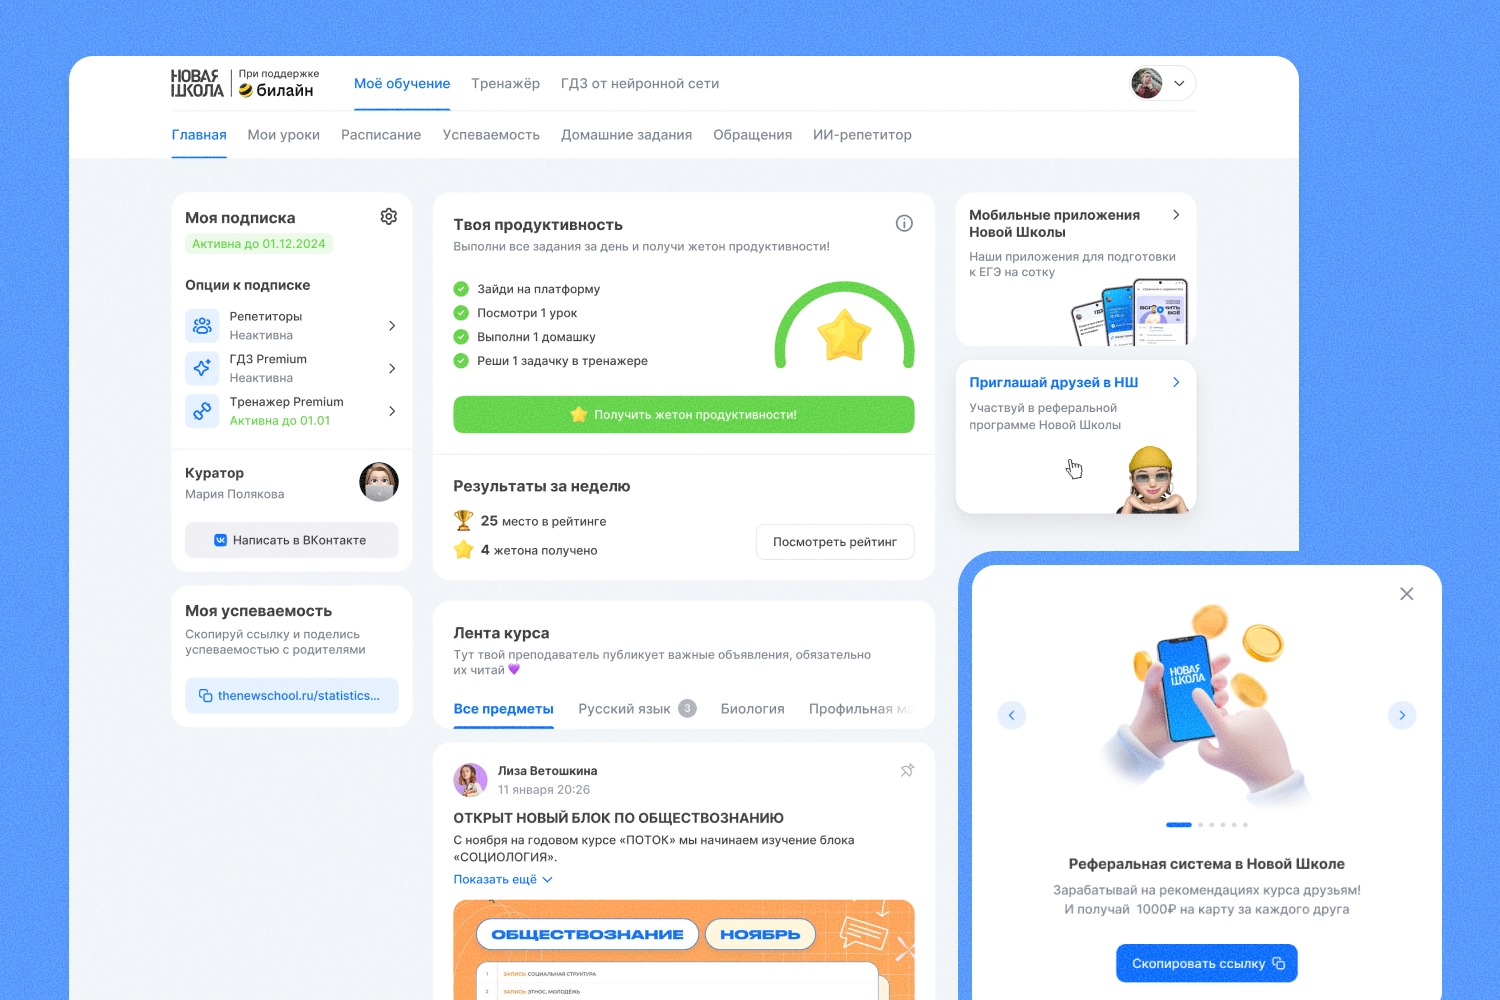 НОВАЯ
ШКОЛА
При поддержке
билайн
Моё обучение
Тренажёр
ГДЗ от нейронной сети
Главная
Мои уроки
Расписание
Успеваемость
Домашние задания
Обращения
ИИ-репетитор
Моя подписка
Активна до 01.12.2024
Опции к подписке
Репетиторы
Неактивна
ГДЗ Premium
Неактивна
Тренажер Premium
Активна до 01.01
Куратор
Мария Полякова
Написать в ВКонтакте
Моя успеваемость
Скопируй ссылку и поделись
успеваемостью с родителями
thenewschool.ru/statistics...
Твоя продуктивность
Выполни все задания за день и получи жетон продуктивности!
Зайди на платформу
Посмотри 1 урок
Выполни 1 домашку
Реши 1 задачку в тренажере
Получить жетон продуктивности!
Результаты за неделю
25 место в рейтинге
4 жетона получено
Посмотреть рейтинг
Лента курса
Тут твой преподаватель публикует важные объявления, обязательно
их читай 💜
Все предметы
Русский язык 3
Биология
Профильная
Лиза Ветошкина
11 января 20:26
ОТКРЫТ НОВЫЙ БЛОК ПО ОБЩЕСТВОЗНАНИЮ
С ноября на годовом курсе «ПОТОК» мы начинаем изучение блока
«СОЦИОЛОГИЯ».
Показать ещё
ОБЩЕСТВОЗНАНИЕ
НОЯБРЬ
1 ЗАПИСЬ: СОЦИАЛЬНАЯ СТРУКТУРА
2 ЗАПИСЬ: ЭТНОС, МОЛОДЁЖЬ
Мобильные приложения
Новой Школы
Наши приложения для подготовки
к ЕГЭ на сотку
Приглашай друзей в НШ
Участвуй в реферальной
программе Новой Школы
НОВАЯ
ШКОЛА
Реферальная система в Новой Школе
Зарабатывай на рекомендациях курса друзьям!
И получай 1000₽ на карту за каждого друга
Скопировать ссылку